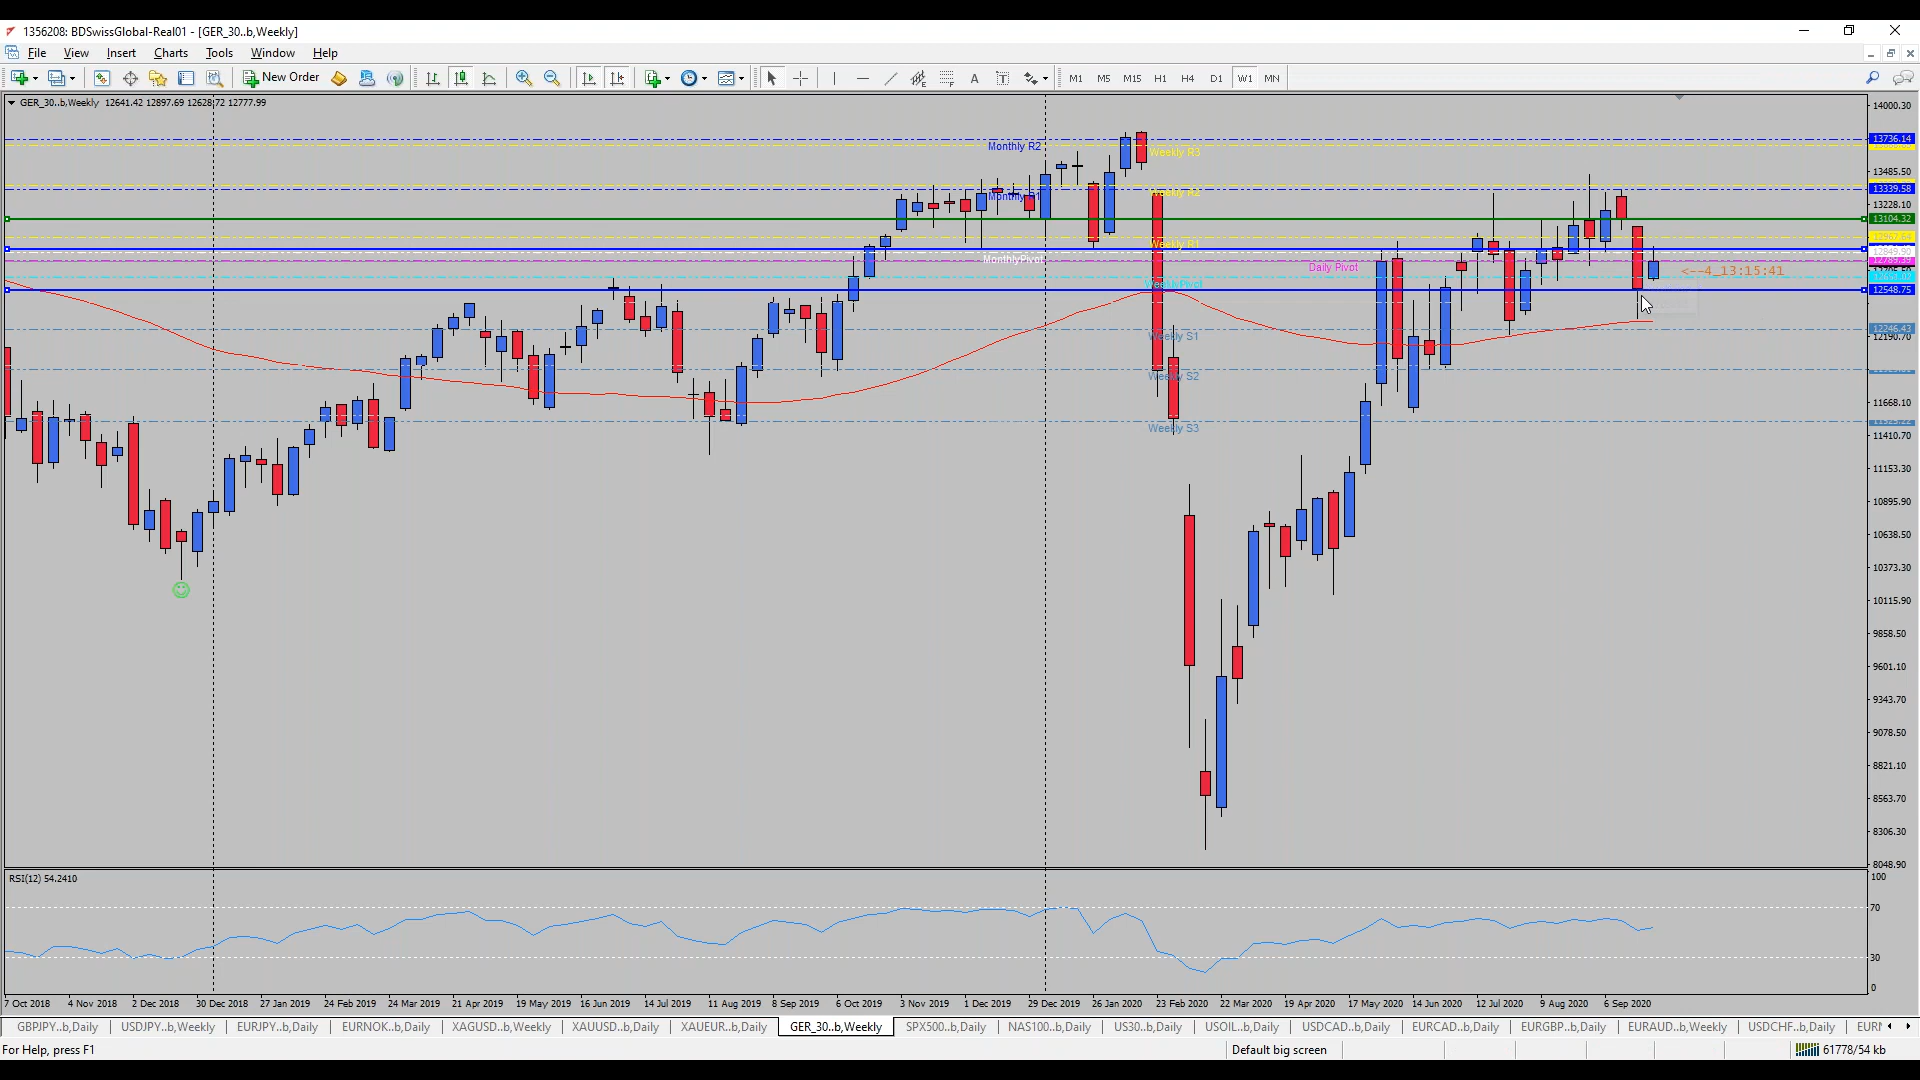 1356208: BDSwissGlobal-Real01 - [GER_30..b,Weekly]
File View Insert Charts Tools Window Help
New Order M1 M5 M15 H1 H4 D1 W1 MN
GER_30..b,Weekly 12641.42 12897.69 12628.72 12777.99
14000.30
13736.14
Monthly R2
Weekly R3
13485.50
13339.58
Monthly R1
Weekly R2
13228.10
13104.32
Weekly R1
MonthlyPivot
Daily Pivot
<--4_13:15:41
WeeklyPivot
12548.75
12246.43
Weekly S1
12190.70
Weekly S2
11668.10
Weekly S3
11410.70
11153.30
10895.90
10638.50
10373.30
10115.90
9858.50
9601.10
9343.70
9078.50
8821.10
8563.70
8306.30
8048.90
RSI(12) 54.2410
100
70
30
0
7 Oct 2018 4 Nov 2018 2 Dec 2018 30 Dec 2018 27 Jan 2019 24 Feb 2019 24 Mar 2019 21 Apr 2019 19 May 2019 16 Jun 2019 14 Jul 2019 11 Aug 2019 8 Sep 2019 6 Oct 2019 3 Nov 2019 1 Dec 2019 29 Dec 2019 26 Jan 2020 23 Feb 2020 22 Mar 2020 19 Apr 2020 17 May 2020 14 Jun 2020 12 Jul 2020 9 Aug 2020 6 Sep 2020
GBPJPY..b,Daily USDJPY..b,Weekly EURJPY..b,Daily EURNOK..b,Daily XAGUSD..b,Weekly XAUUSD..b,Daily XAUEUR..b,Daily GER_30..b,Weekly SPX500..b,Daily NAS100..b,Daily US30..b,Daily USOIL..b,Daily USDCAD..b,Daily EURCAD..b,Daily EURGBP..b,Daily EURAUD..b,Weekly USDCHF..b,Daily
For Help, press F1 Default big screen 61778/54 kb